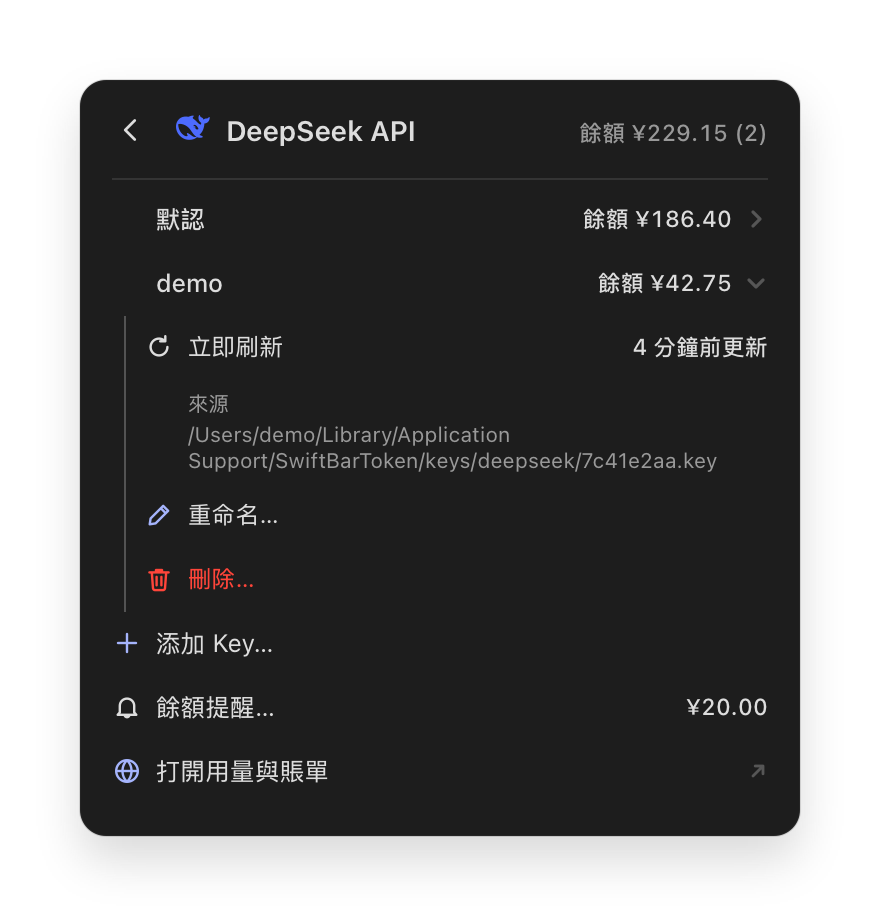 DeepSeek API 餘額 ¥229.15 (2)
默認 餘額 ¥186.40
demo 餘額 ¥42.75
立即刷新 4 分鐘前更新
來源
/Users/demo/Library/Application
Support/SwiftBarToken/keys/deepseek/7c41e2aa.key
重命名...
刪除...
添加 Key...
餘額提醒... ¥20.00
打開用量與賬單